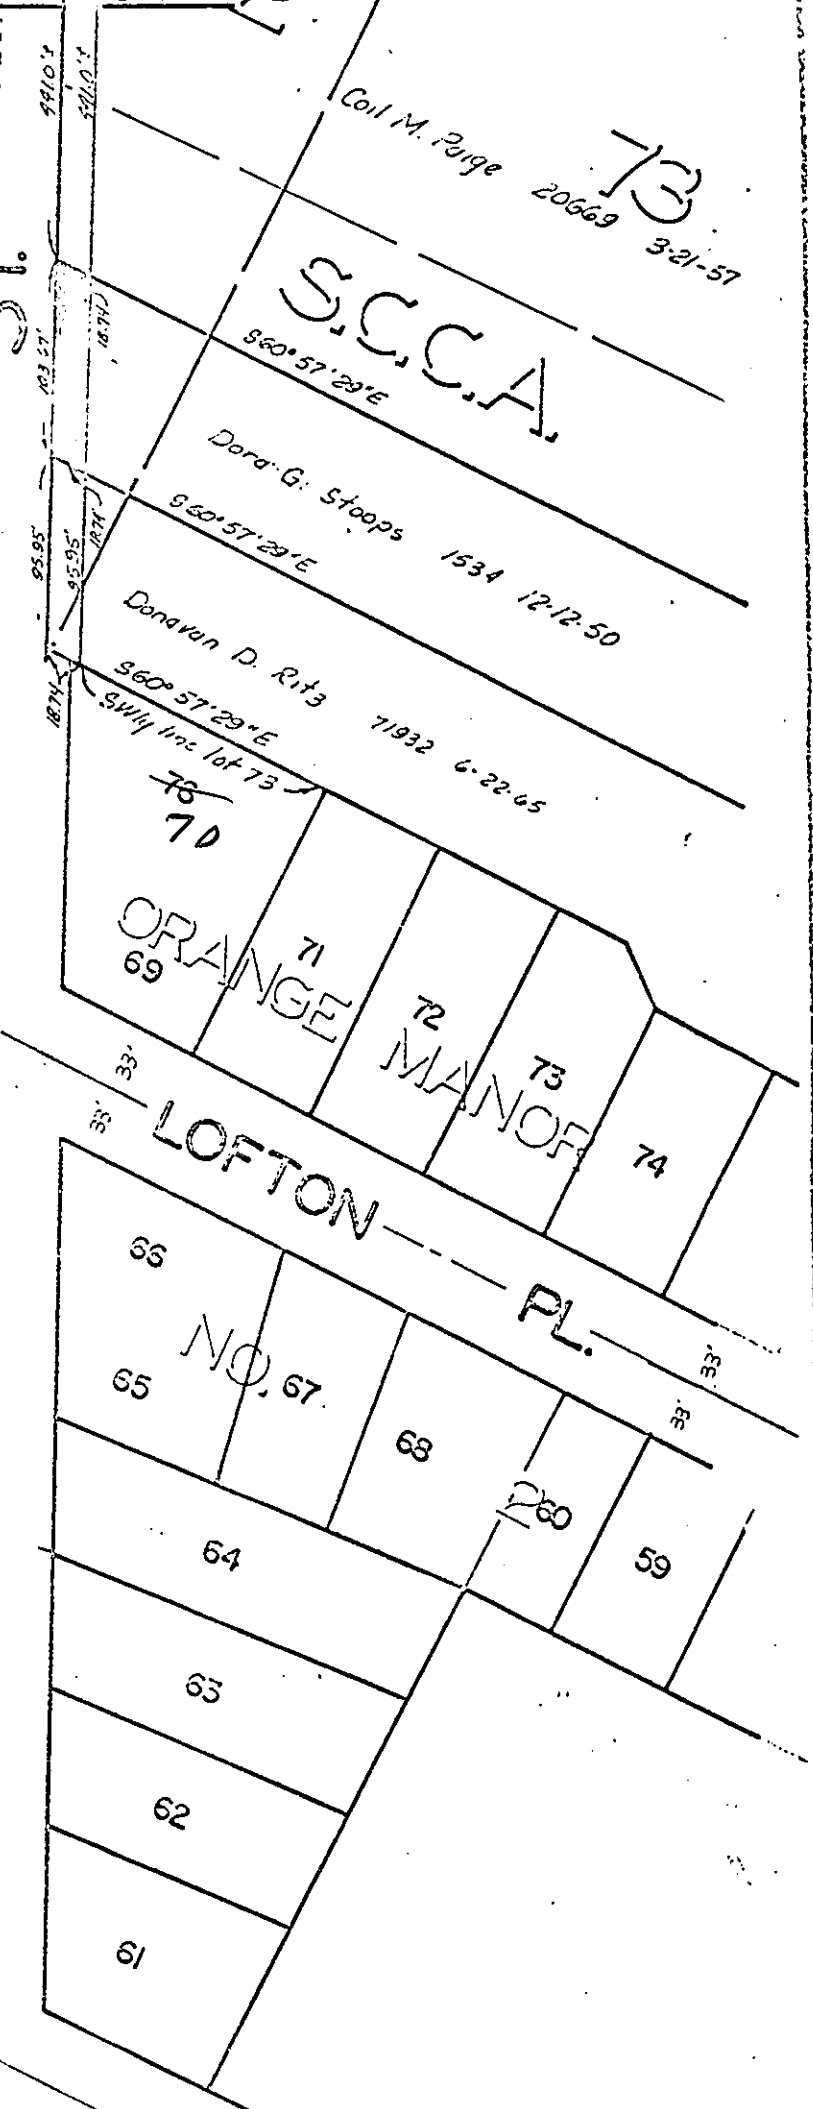 441.0'±
441.0'±
Coil M. Paige 20669 3-21-57
73
S.C.C.A.
St.
18.74'
S60°57'29"E
Dora G. Stoops 1534 12-12-50
S60°57'29"E
18.74'
95.95'
95.95'
Donavan D. Ritz 71932 6-22-65
S60°57'29"E
SWly line lot 73
18.74'
70
ORANGE MANOR
69
71
72
73
74
33'
33'
LOFTON PL.
33'
33'
66
65
NO. 2
67
68
60
59
64
63
62
61